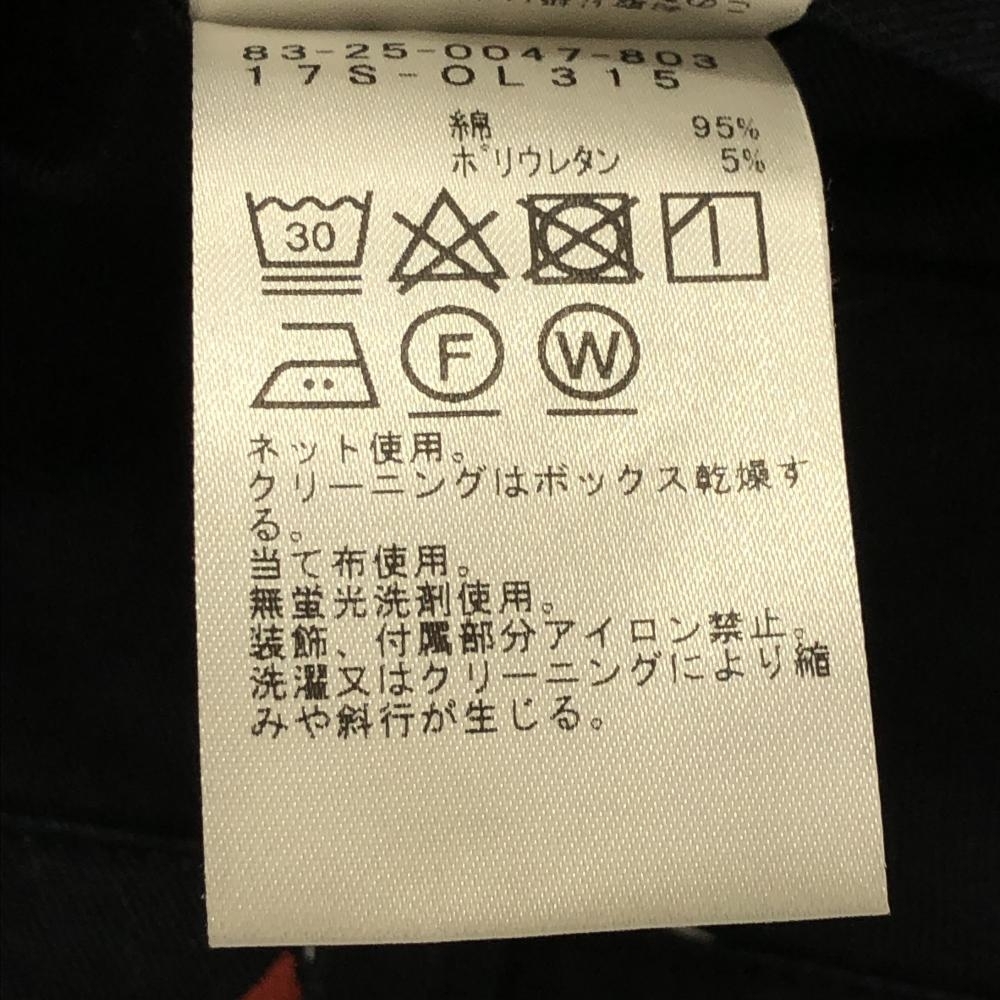 83-25-0047-803
17S-OL315
綿 95%
ポリウレタン 5%
30
F W
ネット使用。
クリーニングはボックス乾燥す
る。
当て布使用。
無蛍光洗剤使用。
装飾、付属部分アイロン禁止。
洗濯又はクリーニングにより縮
みや斜行が生じる。